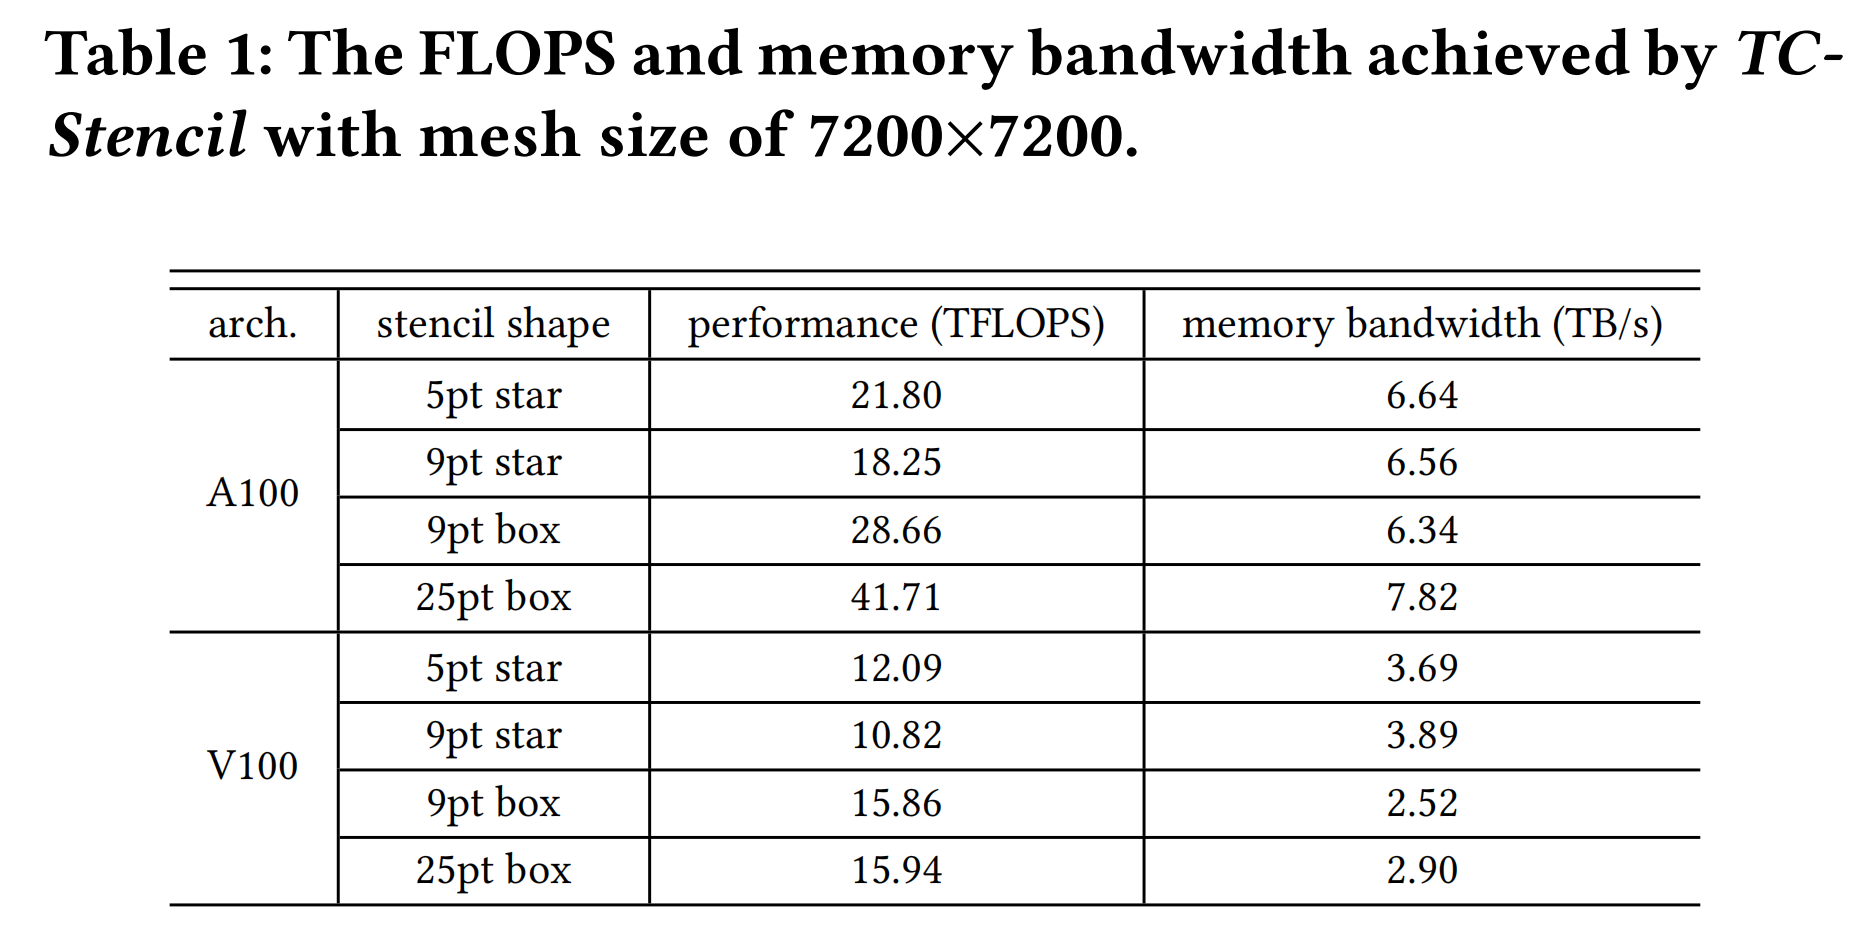 Table 1: The FLOPS and memory bandwidth achieved by TC-
Stencil with mesh size of 7200×7200.
arch. stencil shape performance (TFLOPS) memory bandwidth (TB/s)
A100
5pt star 21.80 6.64
9pt star 18.25 6.56
9pt box 28.66 6.34
25pt box 41.71 7.82
V100
5pt star 12.09 3.69
9pt star 10.82 3.89
9pt box 15.86 2.52
25pt box 15.94 2.90